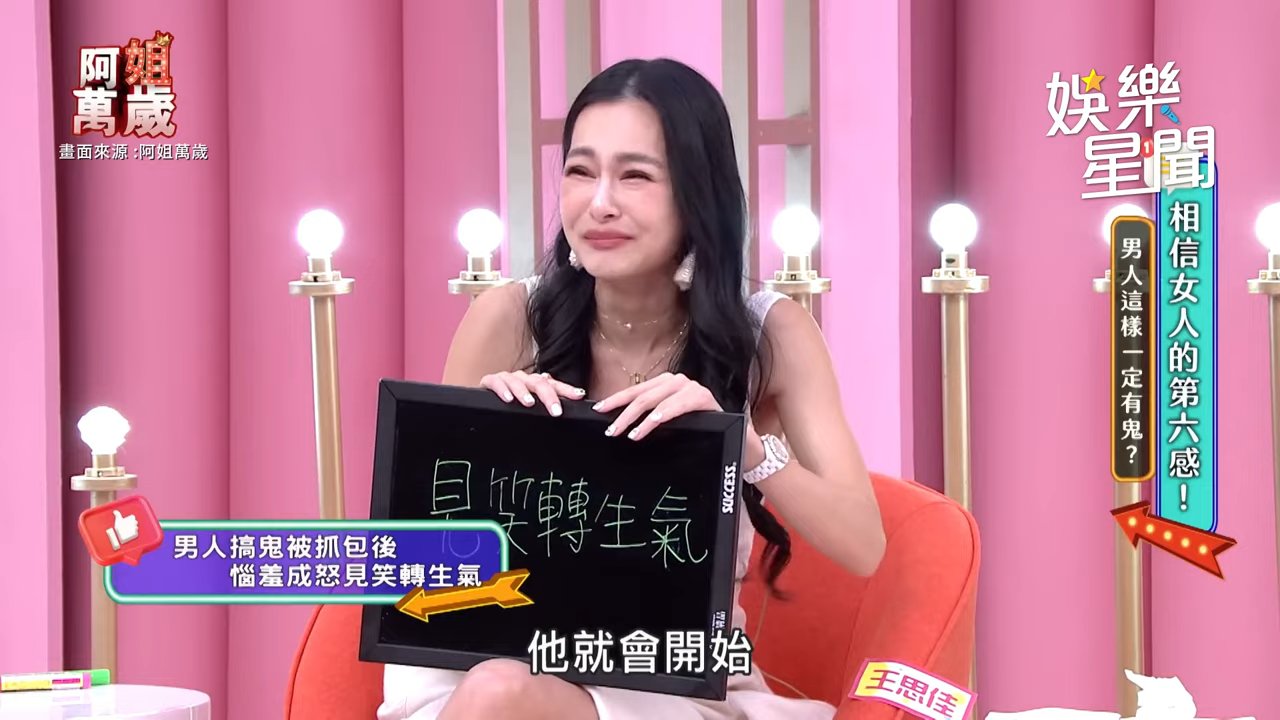 阿姐
萬歲
畫面來源 :阿姐萬歲
娛樂
星聞
相信女人的第六感！
男人這樣一定有鬼？
見笑轉生氣
SUCCESS
男人搞鬼被抓包後
惱羞成怒見笑轉生氣
他就會開始
王思佳